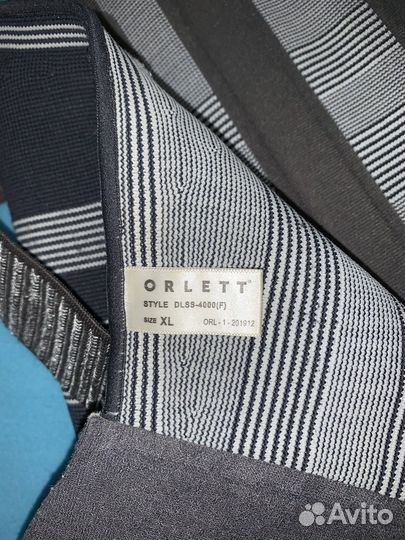 ORLETT
STYLE DLSS-4000(F)
SIZE XL ORL-1-201912
Avito